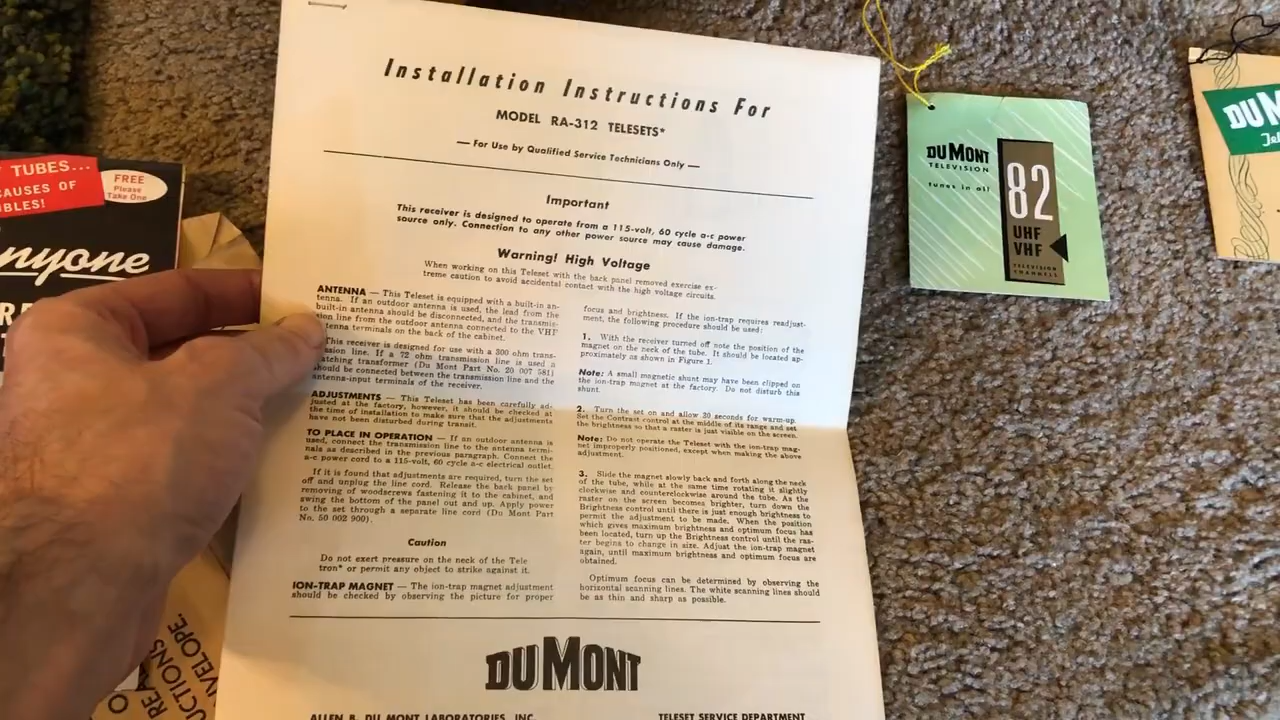 Installation Instructions For
MODEL RA-312 TELESETS*
— For Use by Qualified Service Technicians Only —
Important
This receiver is designed to operate from a 115-volt, 60 cycle a-c power
source only. Connection to any other power source may cause damage.
Warning! High Voltage
When working on this Teleset with the back panel removed exercise ex-
treme caution to avoid accidental contact with the high voltage circuits.
ANTENNA — This Teleset is equipped with a built-in an-
tenna. If an outdoor antenna is used, the lead from the
built-in antenna should be disconnected, and the transmis-
sion line from the outdoor antenna connected to the VHF
tenna terminals on the back of the cabinet.
This receiver is designed for use with a 300 ohm trans-
ssion line. If a 72 ohm transmission line is used a
atching transformer (Du Mont Part No. 20 007 581)
should be connected between the transmission line and the
antenna-input terminals of the receiver.
ADJUSTMENTS — This Teleset has been carefully ad-
justed at the factory, however, it should be checked at
the time of installation to make sure that the adjustments
have not been disturbed during transit.
TO PLACE IN OPERATION — If an outdoor antenna is
used, connect the transmission line to the antenna termi-
nals as described in the previous paragraph. Connect the
a-c power cord to a 115-volt, 60 cycle a-c electrical outlet.
If it is found that adjustments are required, turn the set
off and unplug the line cord. Release the back panel by
removing of woodscrews fastening it to the cabinet, and
swing the bottom of the panel out and up. Apply power
to the set through a separate line cord (Du Mont Part
No. 50 002 900).
Caution
Do not exert pressure on the neck of the Tele
tron* or permit any object to strike against it.
ION-TRAP MAGNET — The ion-trap magnet adjustment
should be checked by observing the picture for proper
focus and brightness. If the ion-trap requires readjust-
ment, the following procedure should be used:
1. With the receiver turned off note the position of the
magnet on the neck of the tube. It should be located ap-
proximately as shown in Figure 1.
Note: A small magnetic shunt may have been clipped on
the ion-trap magnet at the factory. Do not disturb this
shunt.
2. Turn the set on and allow 20 seconds for warm-up.
Set the Contrast control at the middle of its range and set
the brightness so that a raster is just visible on the screen.
Note: Do not operate the Teleset with the ion-trap mag-
net improperly positioned, except when making the above
adjustment.
3. Slide the magnet slowly back and forth along the neck
of the tube, while at the same time rotating it slightly
clockwise and counterclockwise around the tube. As the
raster on the screen becomes brighter, turn down the
Brightness control until there is just enough brightness to
permit the adjustment to be made. When the position
which gives maximum brightness and optimum focus has
been located, turn up the Brightness control until the ras-
ter begins to change in size. Adjust the ion-trap magnet
again, until maximum brightness and optimum focus are
obtained.
Optimum focus can be determined by observing the
horizontal scanning lines. The white scanning lines should
be as thin and sharp as possible.
DUMONT
ALLEN B. DU MONT LABORATORIES, INC.
TELESET SERVICE DEPARTMENT
TUBES...
CAUSES OF
BLES!
FREE
Please
Take One
nyone
RE
UCTIONS
VELOPE.
DUMONT
TELEVISION
tunes in all
82
UHF
VHF
TELEVISION
CHANNELS
DUM
Tel